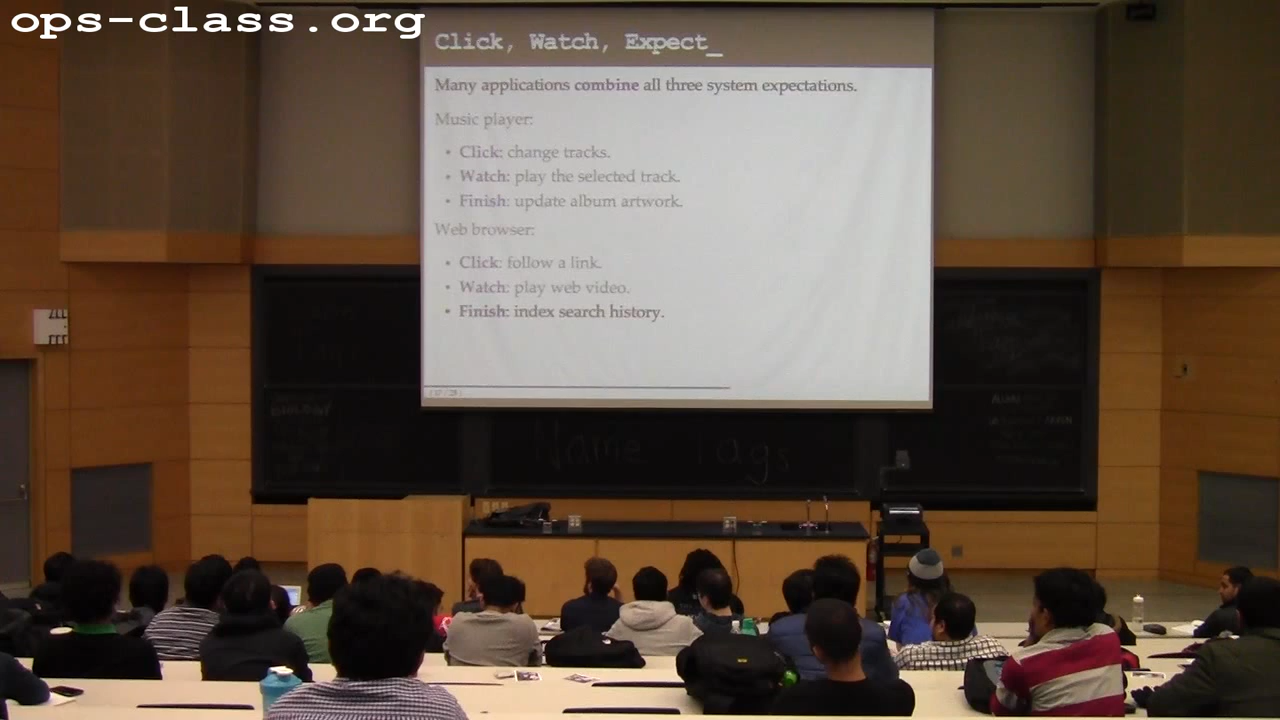 ops-class.org
Click, Watch, Expect_
Many applications combine all three system expectations.
Music player:
• Click: change tracks.
• Watch: play the selected track.
• Finish: update album artwork.
Web browser:
• Click: follow a link.
• Watch: play web video.
• Finish: index search history.
Name Tags